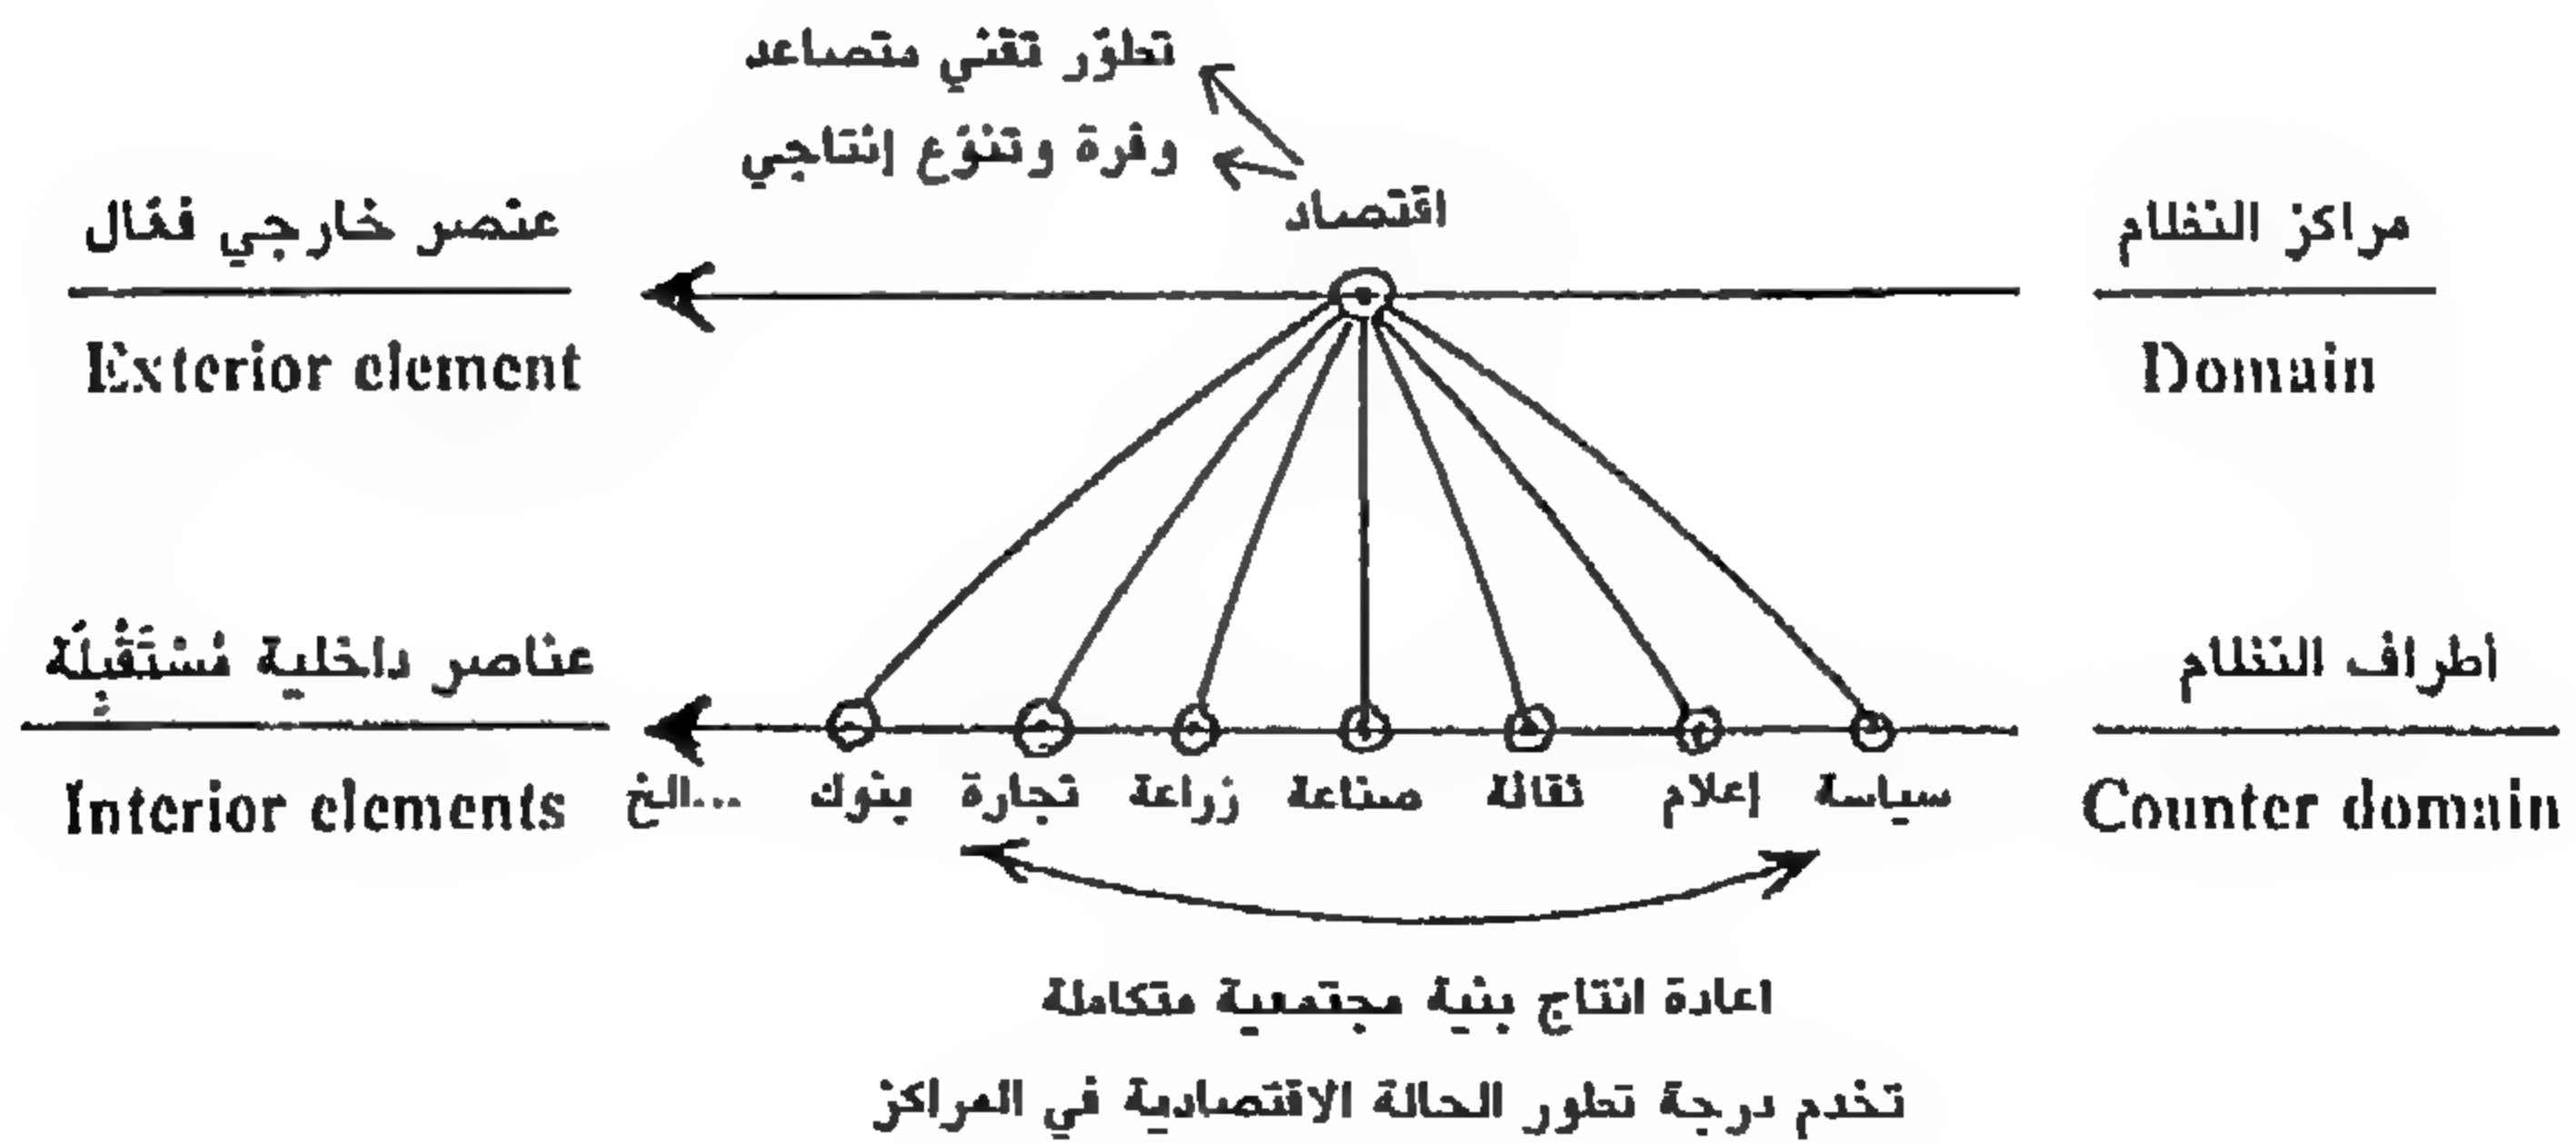 تطوّر تقني متصاعد
وفرة وتنوّع إنتاجي
اقتصاد
مراكز النظام
عنصر خارجي فعّال
Domain
Exterior element
أطراف النظام
عناصر داخلية مُسْتَقْبِلَة
سياسة إعلام ثقافة صناعة زراعة تجارة بنوك ...الخ
Counter domain
Interior elements
اعادة انتاج بنية مجتمعية متكاملة
تخدم درجة تطور الحالة الاقتصادية في المراكز